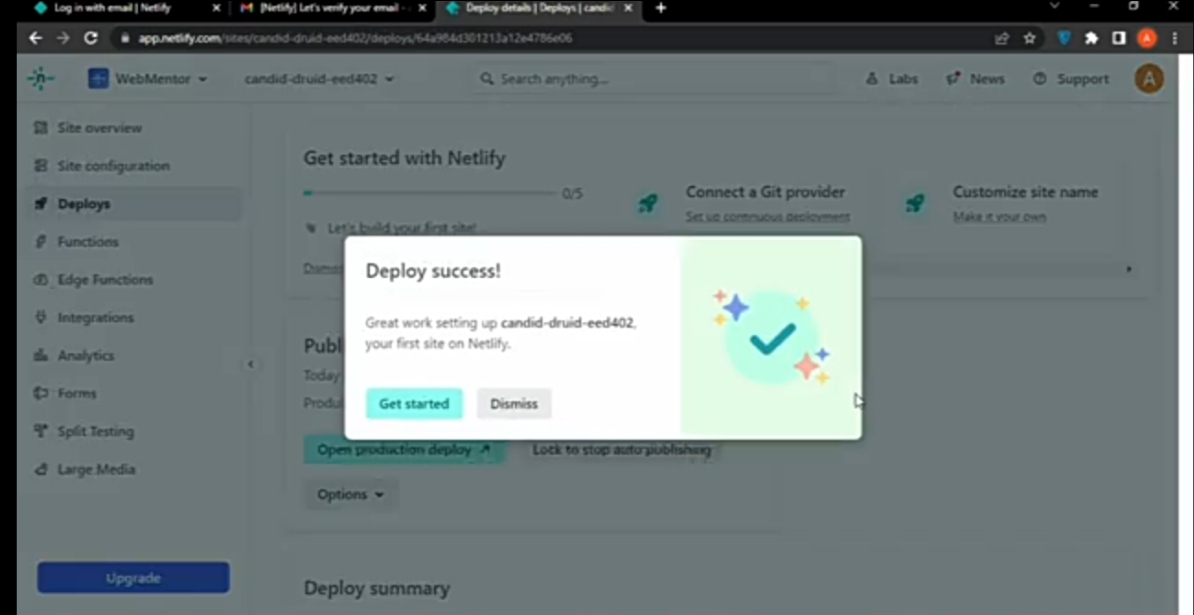 Log in with email | Netlify
[Netlify] Let's verify your email -
Deploy details | Deploys | candid
app.netlify.com/sites/candid-druid-eed402/deploys/64a984d301213a12e4786e06
WebMentor
candid-druid-eed402
Search anything...
Labs
News
Support
A
Site overview
Site configuration
Deploys
Functions
Edge Functions
Integrations
Analytics
Forms
Split Testing
Large Media
Upgrade
Get started with Netlify
0/5
Let's build your first site!
Connect a Git provider
Set up continuous deployment
Customize site name
Make it your own
Deploy success!
Great work setting up candid-druid-eed402,
your first site on Netlify.
Get started
Dismiss
Publ
Today
Produ
Open production deploy
Lock to stop auto publishing
Options
Deploy summary